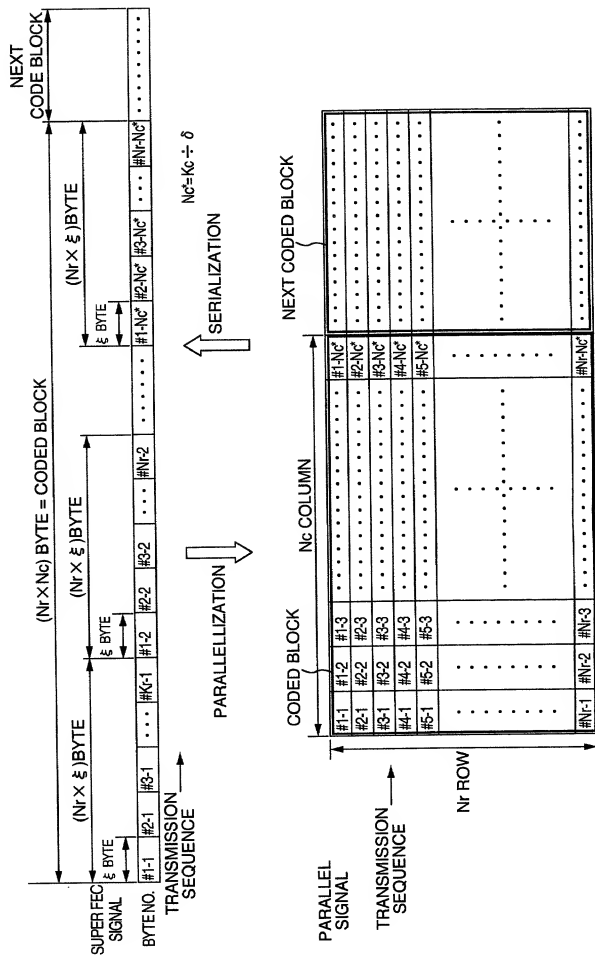 (Nr×Nc) BYTE = CODED BLOCK
NEXT
CODE BLOCK
(Nr×ξ)BYTE
(Nr×ξ)BYTE
(Nr×ξ)BYTE
SUPER FEC
SIGNAL
ξ BYTE
ξ BYTE
ξ BYTE
BYTE NO.
#1-1 #2-1 #3-1 · · · #Kr-1 #1-2 #2-2 #3-2 · · #Nr-2 · · · · · #1-Nc* #2-Nc* #3-Nc* · · · #Nr-Nc* · · · · · · ·
TRANSMISSION
SEQUENCE
PARALLELLIZATION
SERIALIZATION
Nc*=Kc ÷ δ
PARALLEL
SIGNAL
CODED BLOCK
Nc COLUMN
NEXT CODED BLOCK
TRANSMISSION
SEQUENCE
Nr ROW
#1-1 #1-2 #1-3 #1-Nc*
#2-1 #2-2 #2-3 #2-Nc*
#3-1 #3-2 #3-3 #3-Nc*
#4-1 #4-2 #4-3 #4-Nc*
#5-1 #5-2 #5-3 #5-Nc*
#Nr-1 #Nr-2 #Nr-3 #Nr-Nc*